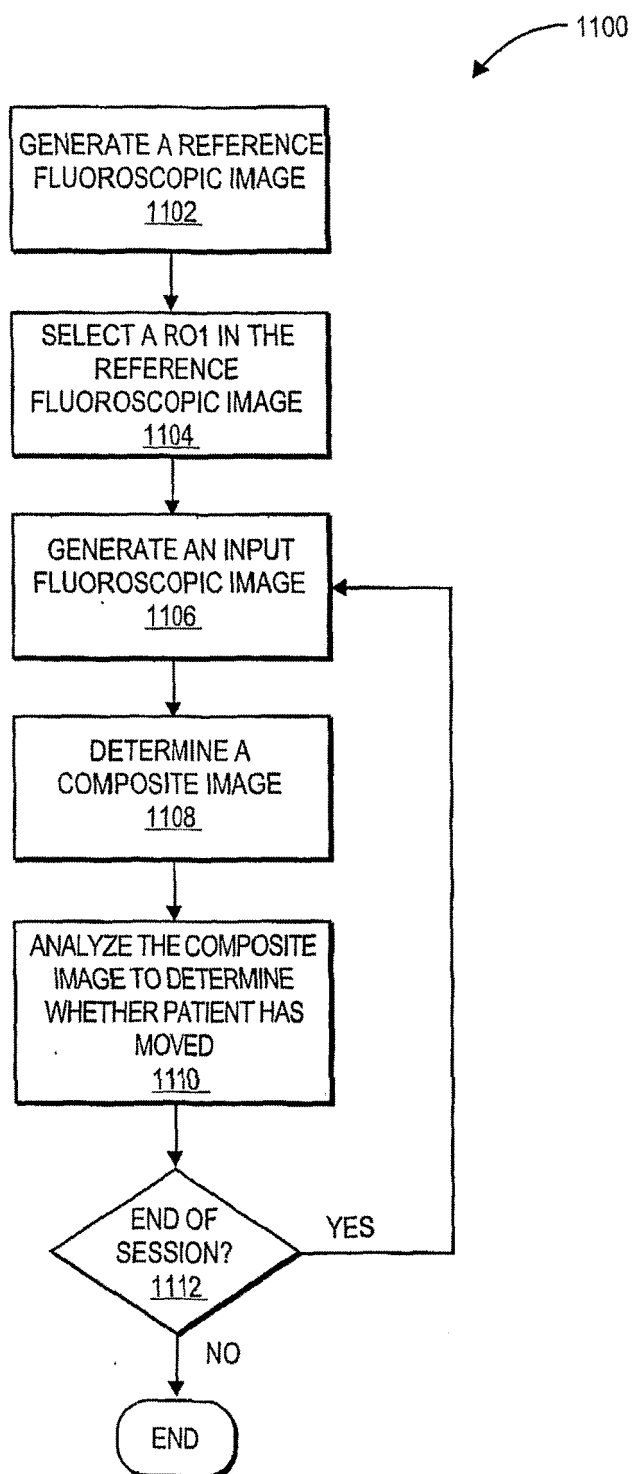 1100
GENERATE A REFERENCE
FLUOROSCOPIC IMAGE
1102
SELECT A RO1 IN THE
REFERENCE
FLUOROSCOPIC IMAGE
1104
GENERATE AN INPUT
FLUOROSCOPIC IMAGE
1106
DETERMINE A
COMPOSITE IMAGE
1108
ANALYZE THE COMPOSITE
IMAGE TO DETERMINE
WHETHER PATIENT HAS
MOVED
1110
END OF
SESSION?
1112
YES
NO
END